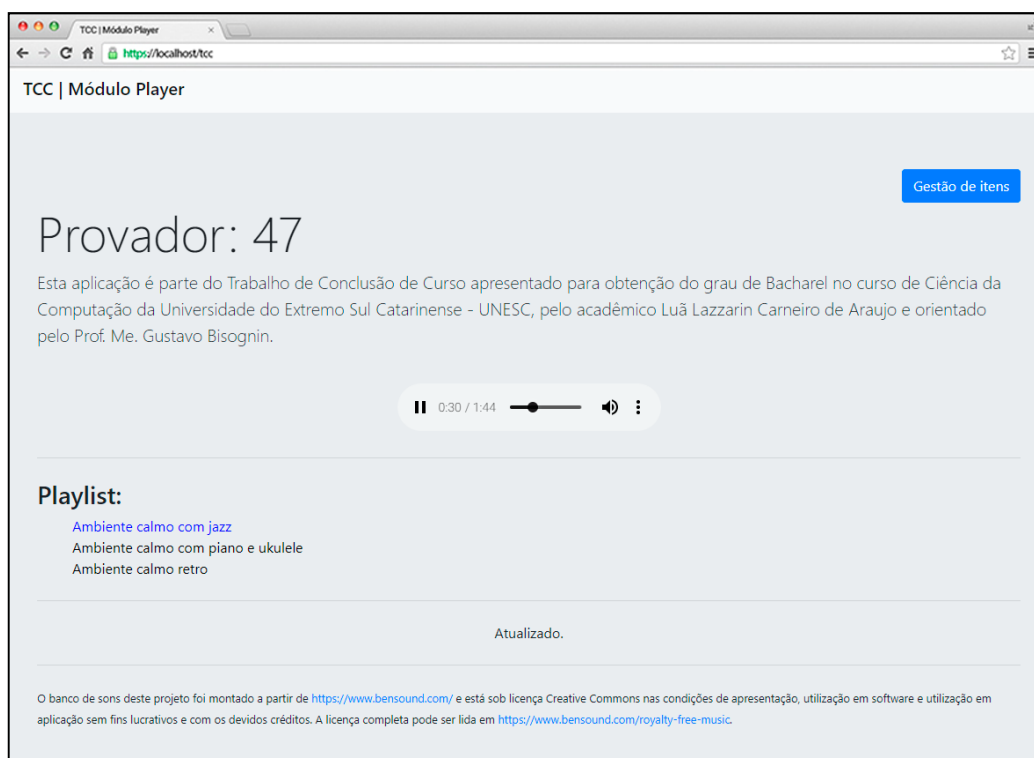 TCC | Módulo Player
https://localhost/tcc
TCC | Módulo Player
Gestão de itens
Provador: 47
Esta aplicação é parte do Trabalho de Conclusão de Curso apresentado para obtenção do grau de Bacharel no curso de Ciência da
Computação da Universidade do Extremo Sul Catarinense - UNESC, pelo acadêmico Luã Lazzarin Carneiro de Araujo e orientado
pelo Prof. Me. Gustavo Bisognin.
0:30 / 1:44
Playlist:
Ambiente calmo com jazz
Ambiente calmo com piano e ukulele
Ambiente calmo retro
Atualizado.
O banco de sons deste projeto foi montado a partir de https://www.bensound.com/ e está sob licença Creative Commons nas condições de apresentação, utilização em software e utilização em
aplicação sem fins lucrativos e com os devidos créditos. A licença completa pode ser lida em https://www.bensound.com/royalty-free-music.